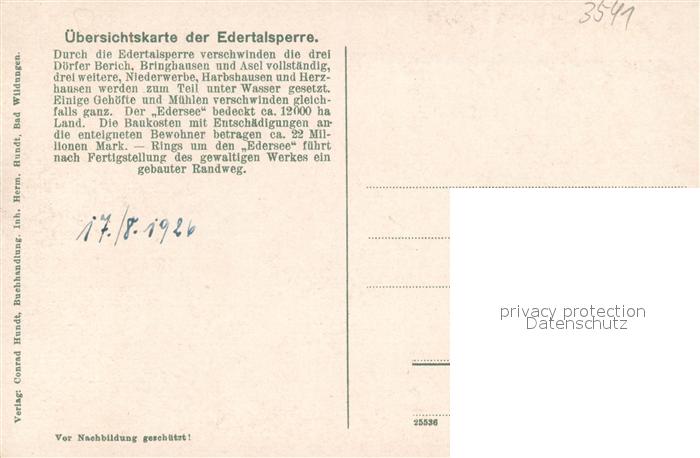 3541
Übersichtskarte der Edertalsperre.
Durch die Edertalsperre verschwinden die drei
Dörfer Berich, Bringhausen und Asel vollständig,
drei weitere, Niederwerbe, Harbshausen und Herz-
hausen werden zum Teil unter Wasser gesetzt.
Einige Gehöfte und Mühlen verschwinden gleich-
falls ganz. Der „Edersee" bedeckt ca. 12000 ha
Land. Die Baukosten mit Entschädigungen an
die enteigneten Bewohner betragen ca. 22 Mil-
lionen Mark. — Rings um den „Edersee" führt
nach Fertigstellung des gewaltigen Werkes ein
gebauter Randweg.
17./8. 1926
Verlag: Conrad Hundt, Buchhandlung. Inh. Herm. Hundt, Bad Wildungen.
Vor Nachbildung geschützt!
25536
privacy protection
Datenschutz